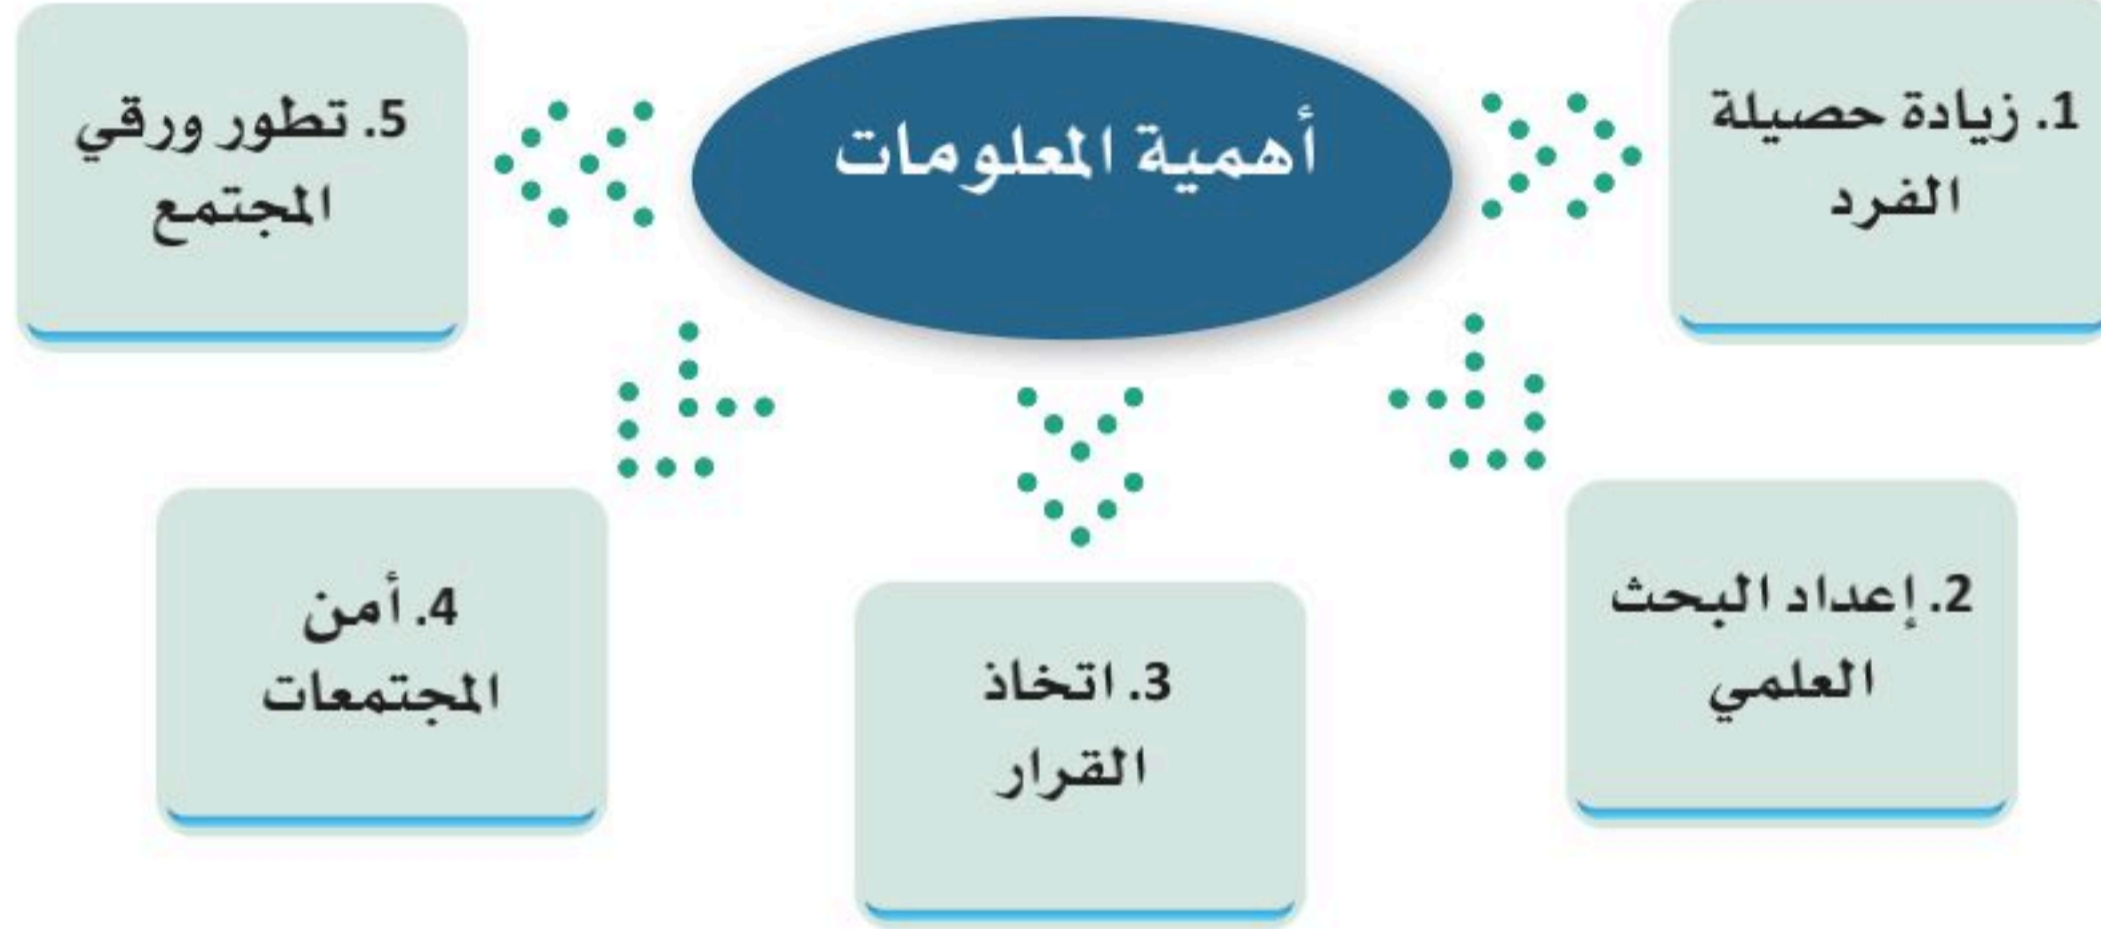 أهمية المعلومات
1. زيادة حصيلة
الفرد
2. إعداد البحث
العلمي
3. اتخاذ
القرار
4. أمن
المجتمعات
5. تطور ورقي
المجتمع